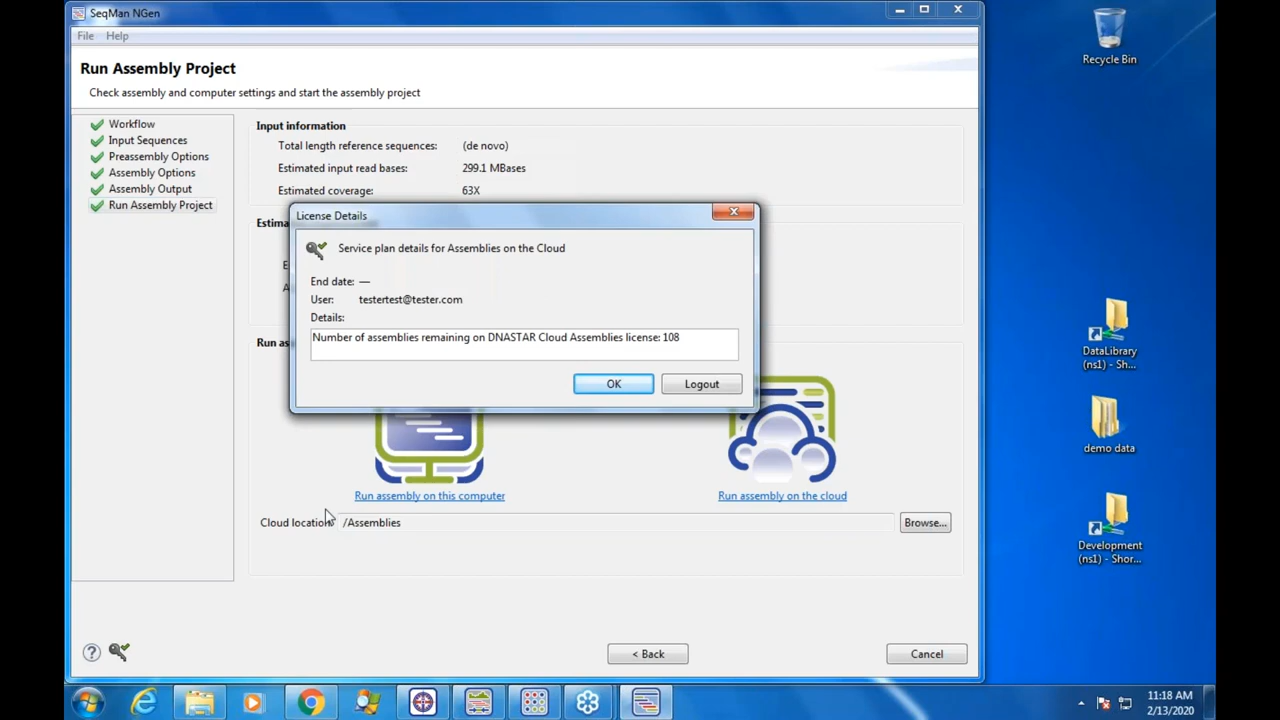 SeqMan NGen
File Help
Run Assembly Project
Check assembly and computer settings and start the assembly project
Workflow
Input Sequences
Preassembly Options
Assembly Options
Assembly Output
Run Assembly Project
Input information
Total length reference sequences: (de novo)
Estimated input read bases: 299.1 MBases
Estimated coverage: 63X
License Details
Service plan details for Assemblies on the Cloud
End date: —
User: testertest@tester.com
Details:
Number of assemblies remaining on DNASTAR Cloud Assemblies license: 108
OK Logout
Run assembly on this computer
Run assembly on the cloud
Cloud location: /Assemblies
Browse...
< Back
Cancel
Recycle Bin
DataLibrary
(ns1) - Sh...
demo data
Development
(ns1) - Shor...
11:18 AM
2/13/2020